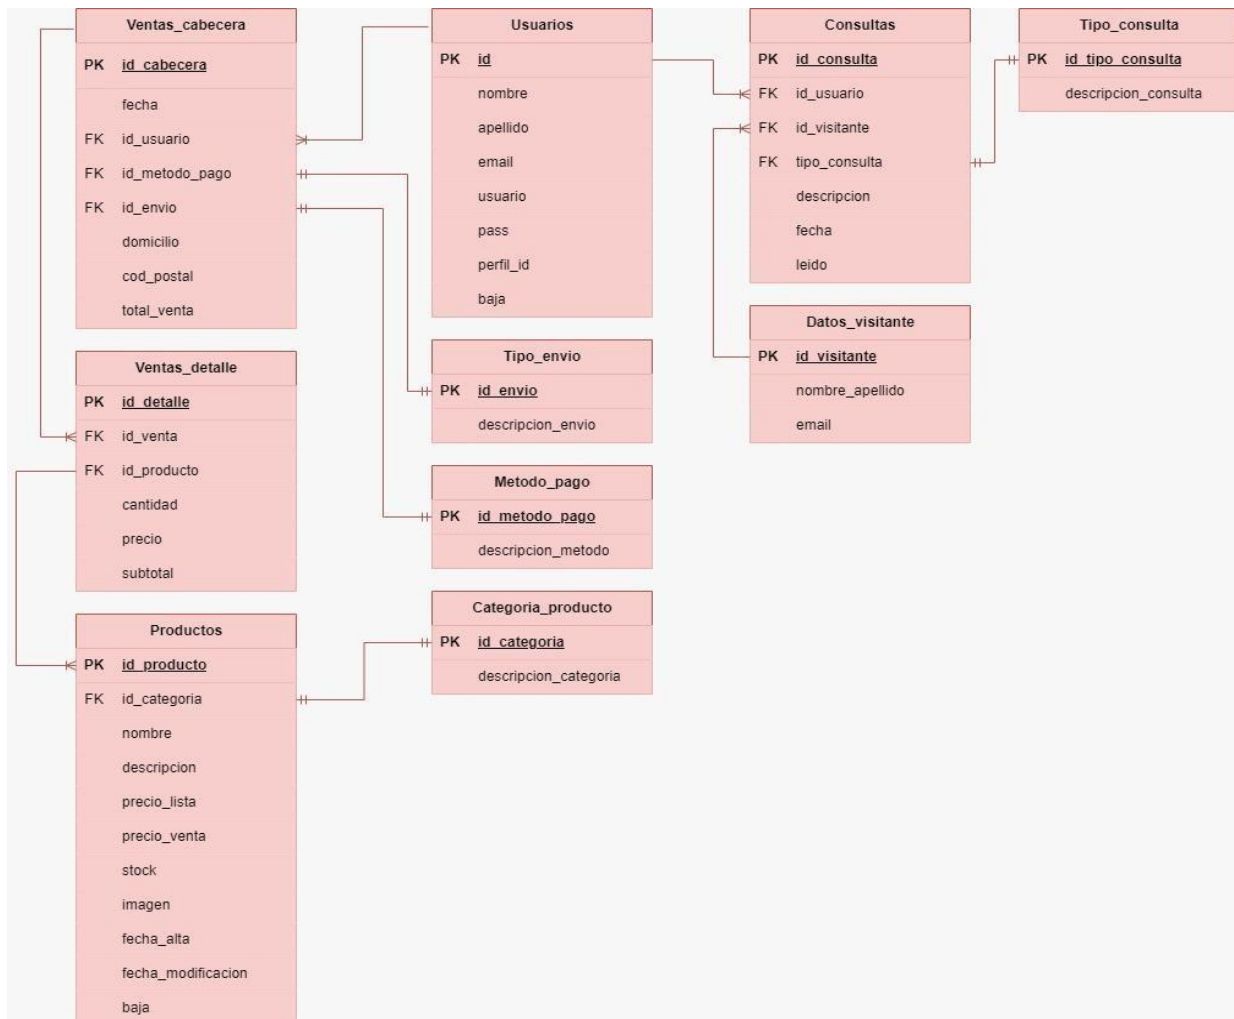 Ventas_cabecera
PK id_cabecera
fecha
FK id_usuario
FK id_metodo_pago
FK id_envio
domicilio
cod_postal
total_venta
Ventas_detalle
PK id_detalle
FK id_venta
FK id_producto
cantidad
precio
subtotal
Productos
PK id_producto
FK id_categoria
nombre
descripcion
precio_lista
precio_venta
stock
imagen
fecha_alta
fecha_modificacion
baja
Usuarios
PK id
nombre
apellido
email
usuario
pass
perfil_id
baja
Tipo_envio
PK id_envio
descripcion_envio
Metodo_pago
PK id_metodo_pago
descripcion_metodo
Categoria_producto
PK id_categoria
descripcion_categoria
Consultas
PK id_consulta
FK id_usuario
FK id_visitante
FK tipo_consulta
descripcion
fecha
leido
Datos_visitante
PK id_visitante
nombre_apellido
email
Tipo_consulta
PK id_tipo_consulta
descripcion_consulta